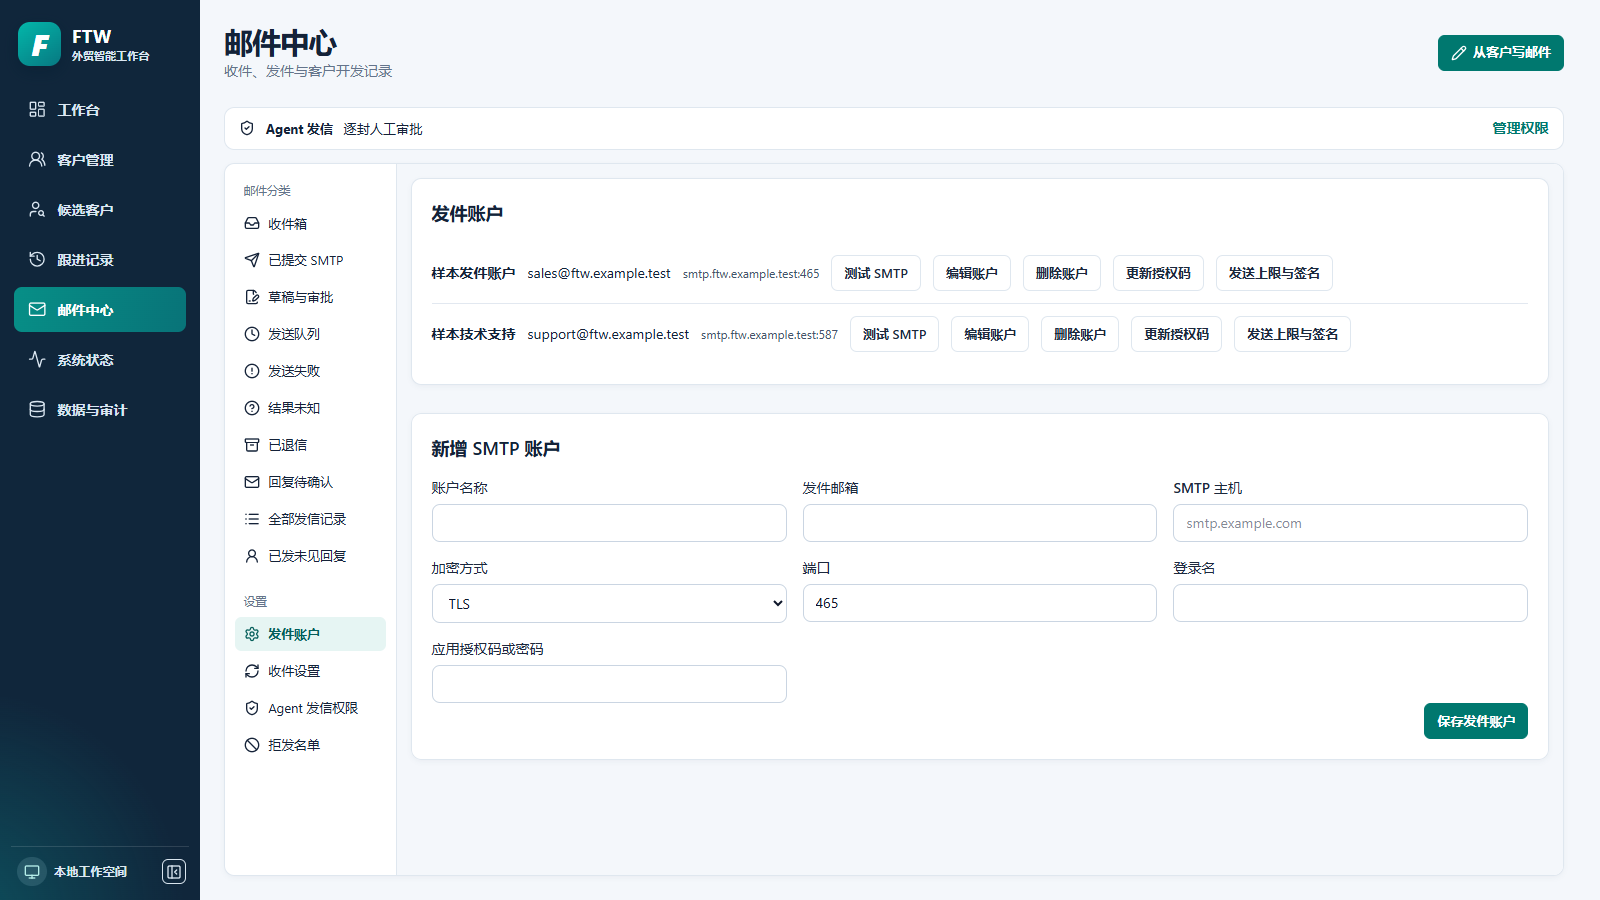 FTW
外贸智能工作台
工作台
客户管理
候选客户
跟进记录
邮件中心
系统状态
数据与审计
本地工作空间
邮件中心
收件、发件与客户开发记录
从客户写邮件
Agent 发信 逐封人工审批
管理权限
邮件分类
收件箱
已提交 SMTP
草稿与审批
发送队列
发送失败
结果未知
已退信
回复待确认
全部发信记录
已发未见回复
设置
发件账户
收件设置
Agent 发信权限
拒发名单
发件账户
样本发件账户 sales@ftw.example.test smtp.ftw.example.test:465 测试 SMTP 编辑账户 删除账户 更新授权码 发送上限与签名
样本技术支持 support@ftw.example.test smtp.ftw.example.test:587 测试 SMTP 编辑账户 删除账户 更新授权码 发送上限与签名
新增 SMTP 账户
账户名称 发件邮箱 SMTP 主机
smtp.example.com
加密方式 端口 登录名
TLS 465
应用授权码或密码
保存发件账户